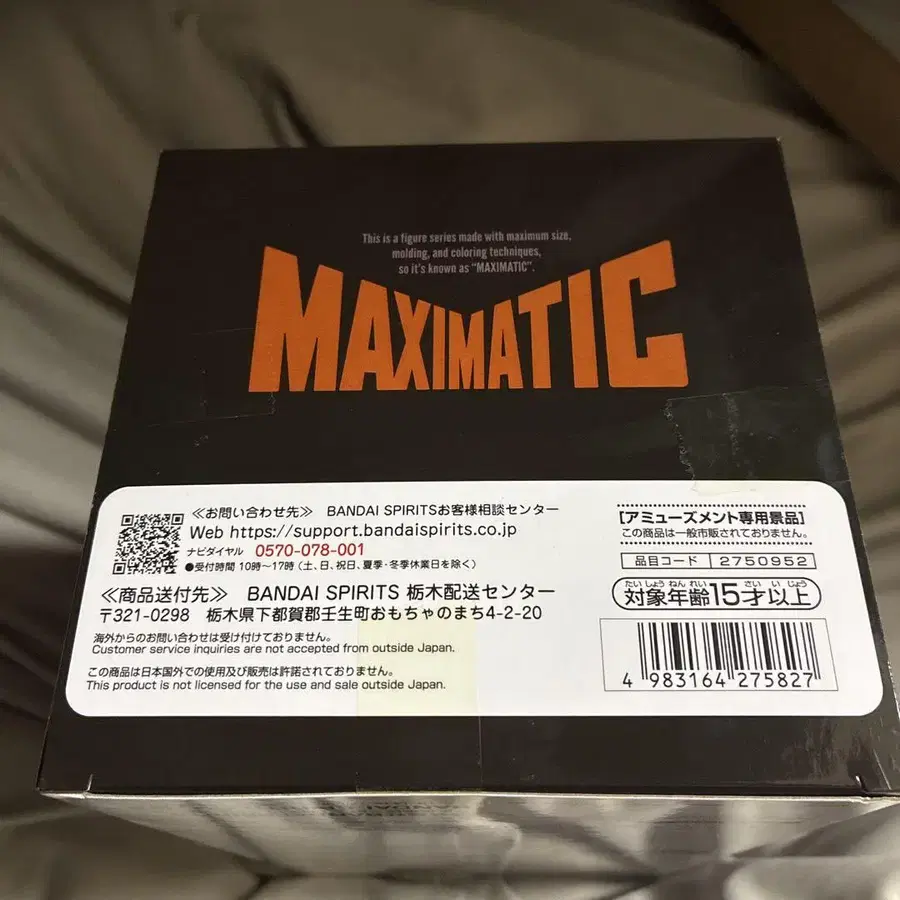 This is a figure series made with maximum size,
molding, and coloring techniques,
so it's known as “MAXIMATIC”.
MAXIMATIC
≪お問い合わせ先≫ BANDAI SPIRITSお客様相談センター
Web https://support.bandaispirits.co.jp
ナビダイヤル 0570-078-001
●受付時間 10時〜17時(土、日、祝日、夏季・冬季休業日を除く)
≪商品送付先≫ BANDAI SPIRITS 栃木配送センター
〒321-0298 栃木県下都賀郡壬生町おもちゃのまち4-2-20
海外からのお問い合わせは受け付けておりません。
Customer service inquiries are not accepted from outside Japan.
この商品は日本国外での使用及び販売は許諾されておりません。
This product is not licensed for the use and sale outside Japan.
【アミューズメント専用景品】
この商品は一般市販されておりません。
品目コード 2750952
たいしょうねんれい さい いじょう
対象年齢15才以上
4 983164 275827